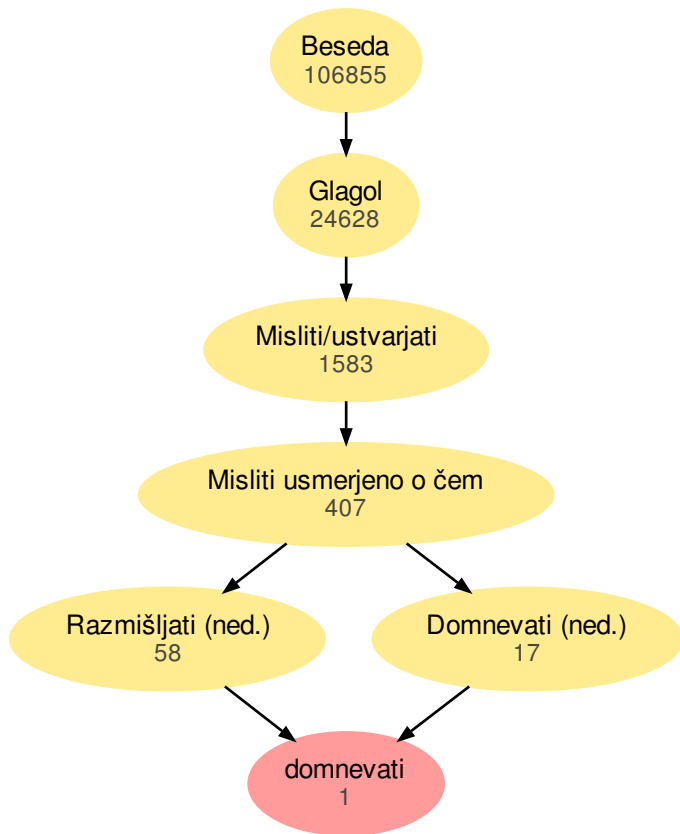 Beseda
106855
Glagol
24628
Misliti/ustvarjati
1583
Misliti usmerjeno o čem
407
Razmišljati (ned.)
58
Domnevati (ned.)
17
domnevati
1